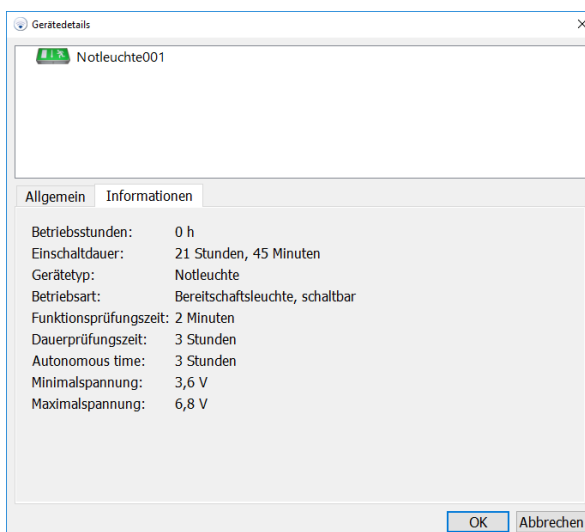 Gerätedetails
Notleuchte001
Allgemein Informationen
Betriebsstunden: 0 h
Einschaltdauer: 21 Stunden, 45 Minuten
Gerätetyp: Notleuchte
Betriebsart: Bereitschaftsleuchte, schaltbar
Funktionsprüfungszeit: 2 Minuten
Dauerprüfungszeit: 3 Stunden
Autonomous time: 3 Stunden
Minimalspannung: 3,6 V
Maximalspannung: 6,8 V
OK Abbrechen